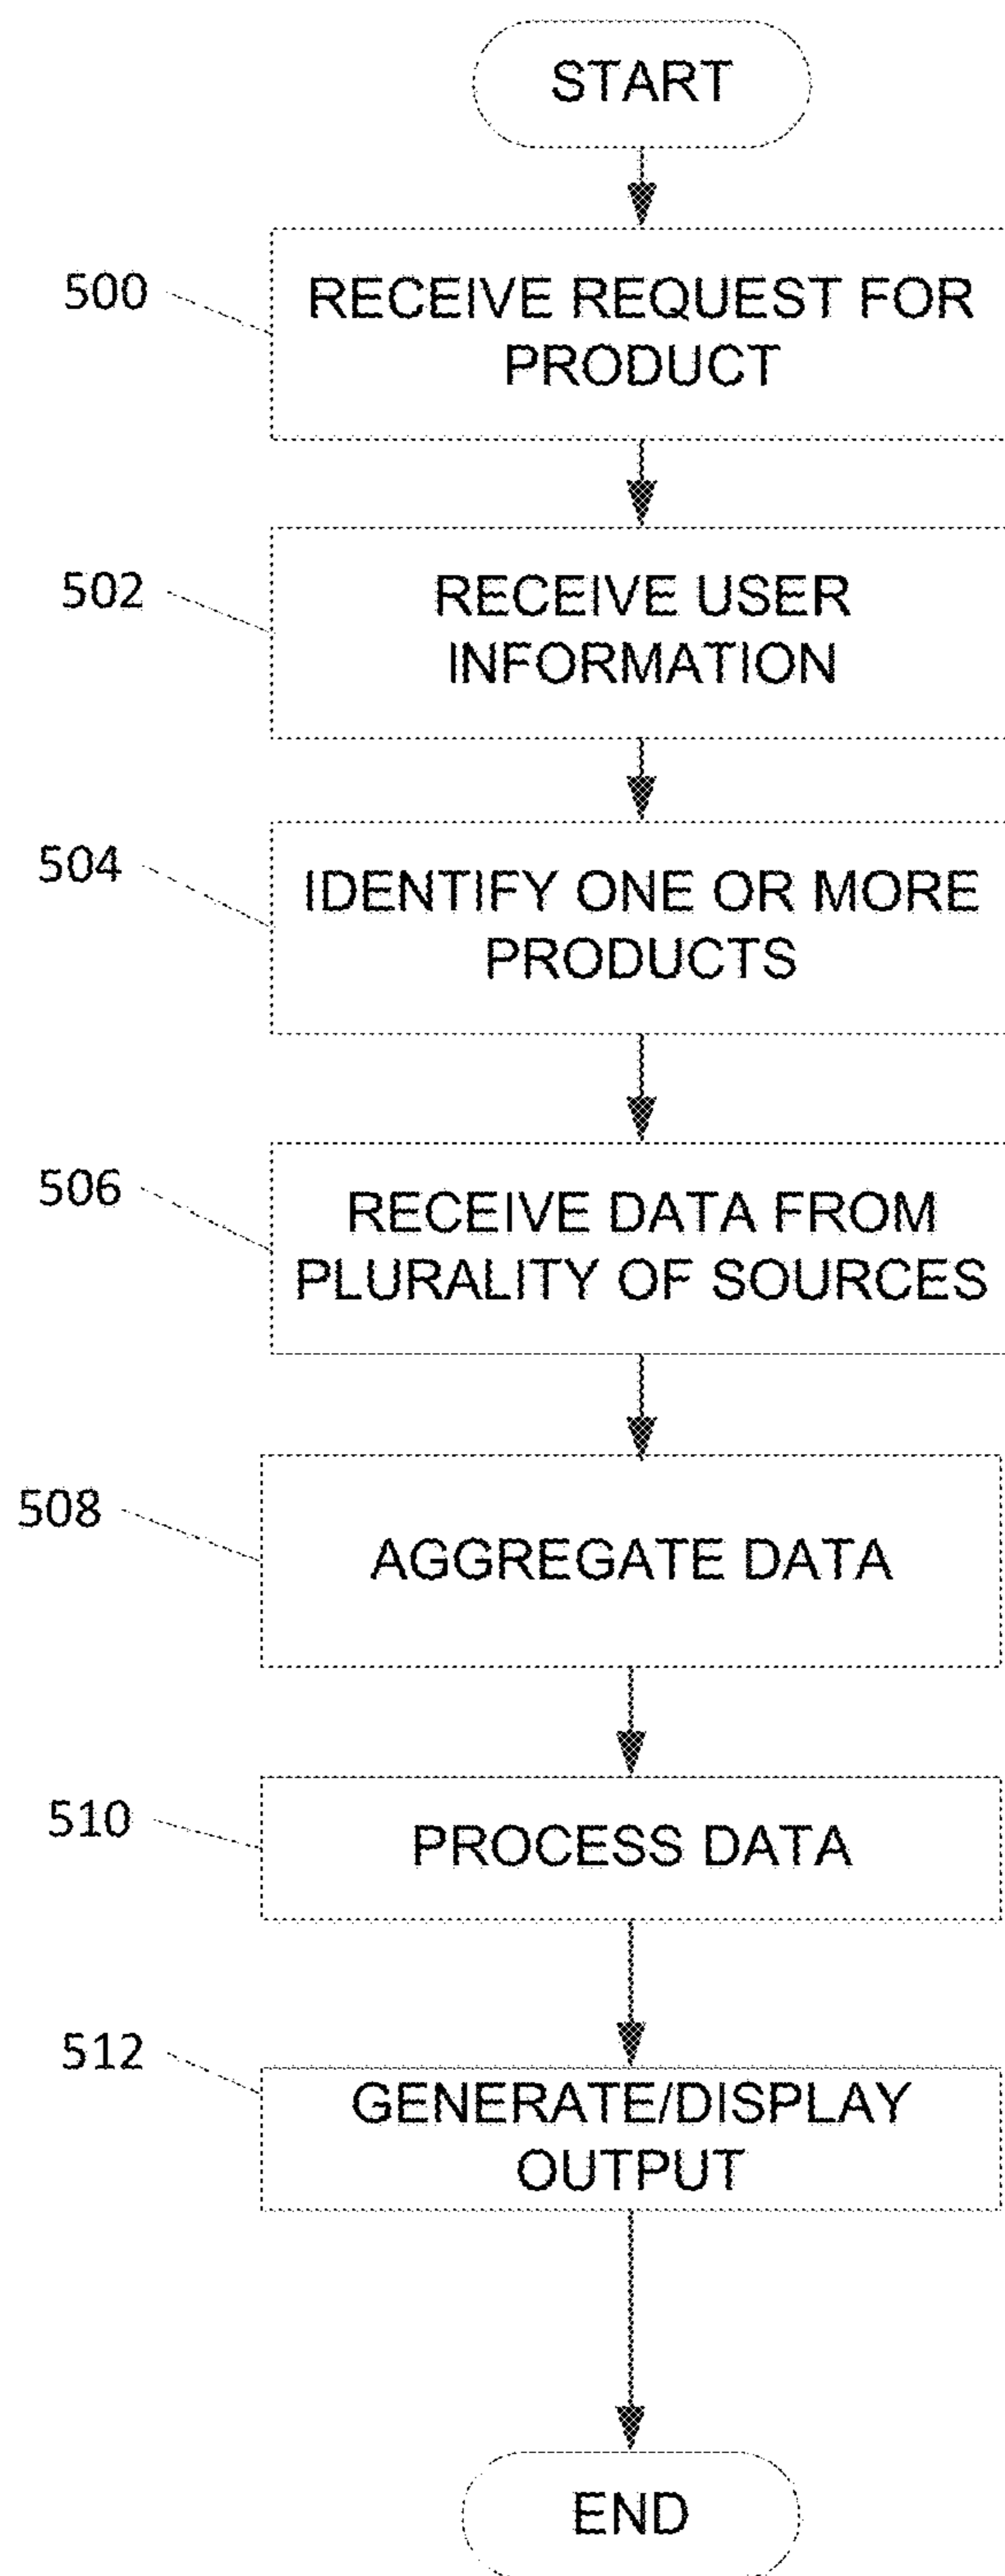 START
500
RECEIVE REQUEST FOR
PRODUCT
502
RECEIVE USER
INFORMATION
504
IDENTIFY ONE OR MORE
PRODUCTS
506
RECEIVE DATA FROM
PLURALITY OF SOURCES
508
AGGREGATE DATA
510
PROCESS DATA
512
GENERATE/DISPLAY
OUTPUT
END